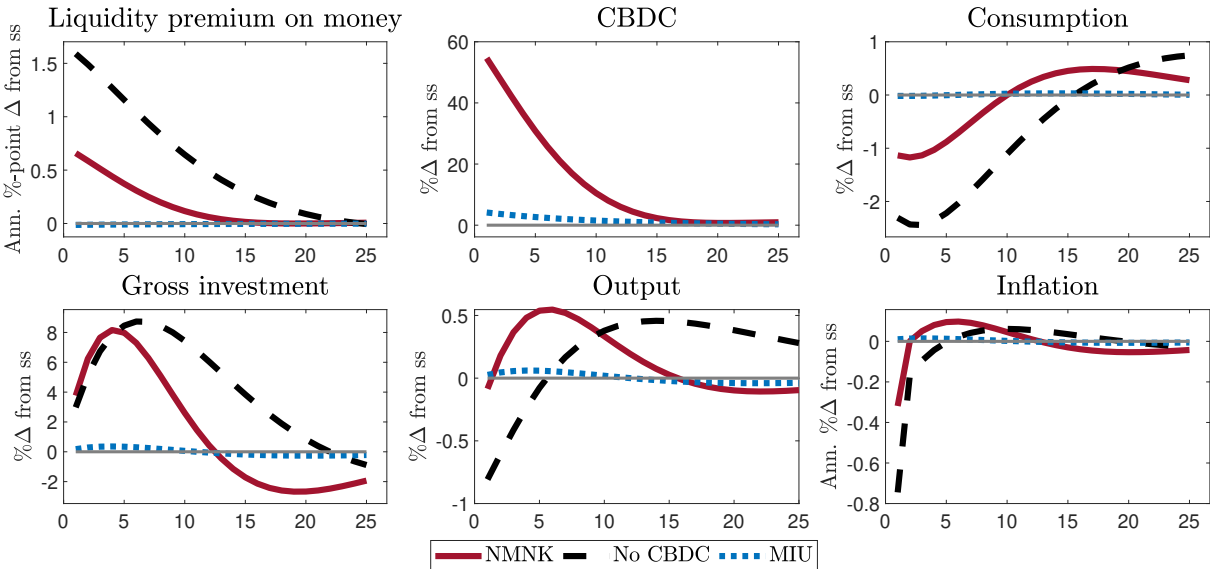 Liquidity premium on money
Ann. %-point Δ from ss
1.5
1
0.5
0
0 5 10 15 20 25
CBDC
%Δ from ss
60
40
20
0
0 5 10 15 20 25
Consumption
%Δ from ss
1
0
-1
-2
0 5 10 15 20 25
Gross investment
%Δ from ss
8
6
4
2
0
-2
0 5 10 15 20 25
Output
%Δ from ss
0.5
0
-0.5
-1
0 5 10 15 20 25
Inflation
Ann. %Δ from ss
0
-0.2
-0.4
-0.6
-0.8
0 5 10 15 20 25
NMNK No CBDC MIU